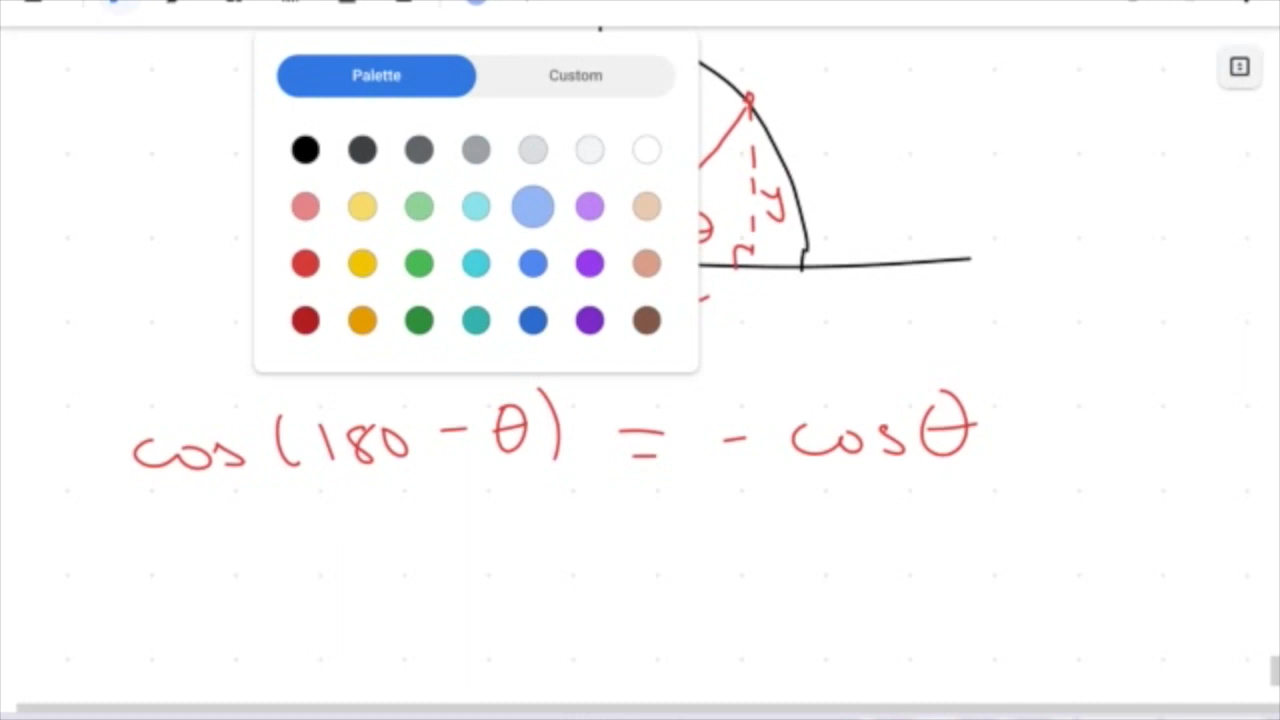 Palette Custom
y
θ
cos(180 - θ) = - cosθ